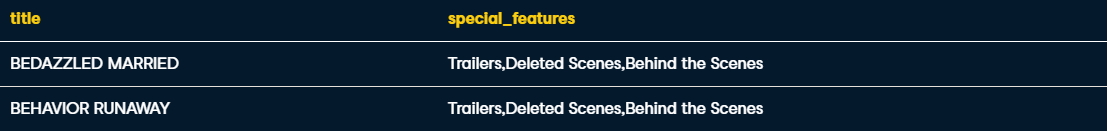 title special_features
BEDAZZLED MARRIED Trailers,Deleted Scenes,Behind the Scenes
BEHAVIOR RUNAWAY Trailers,Deleted Scenes,Behind the Scenes